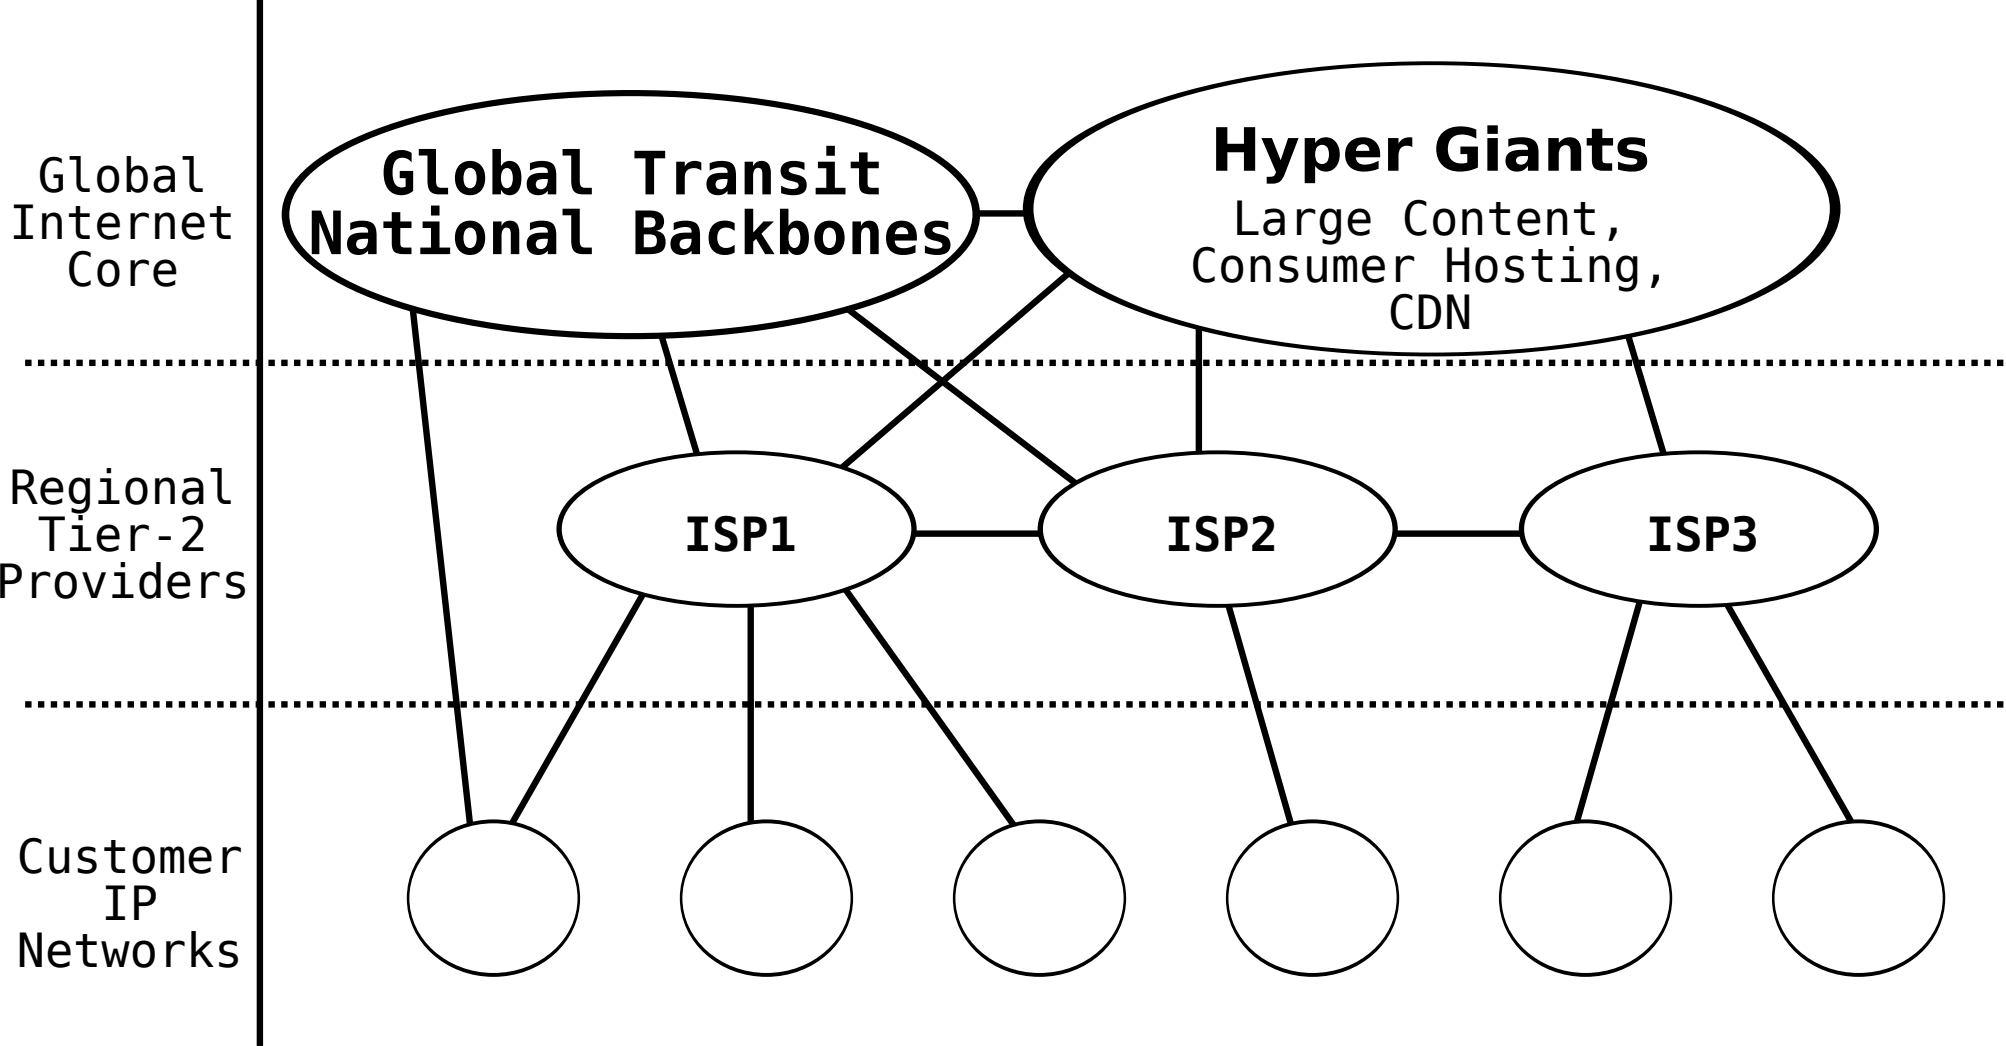 Global
Internet
Core
Global Transit
National Backbones
Hyper Giants
Large Content,
Consumer Hosting,
CDN
Regional
Tier-2
Providers
ISP1
ISP2
ISP3
Customer
IP
Networks